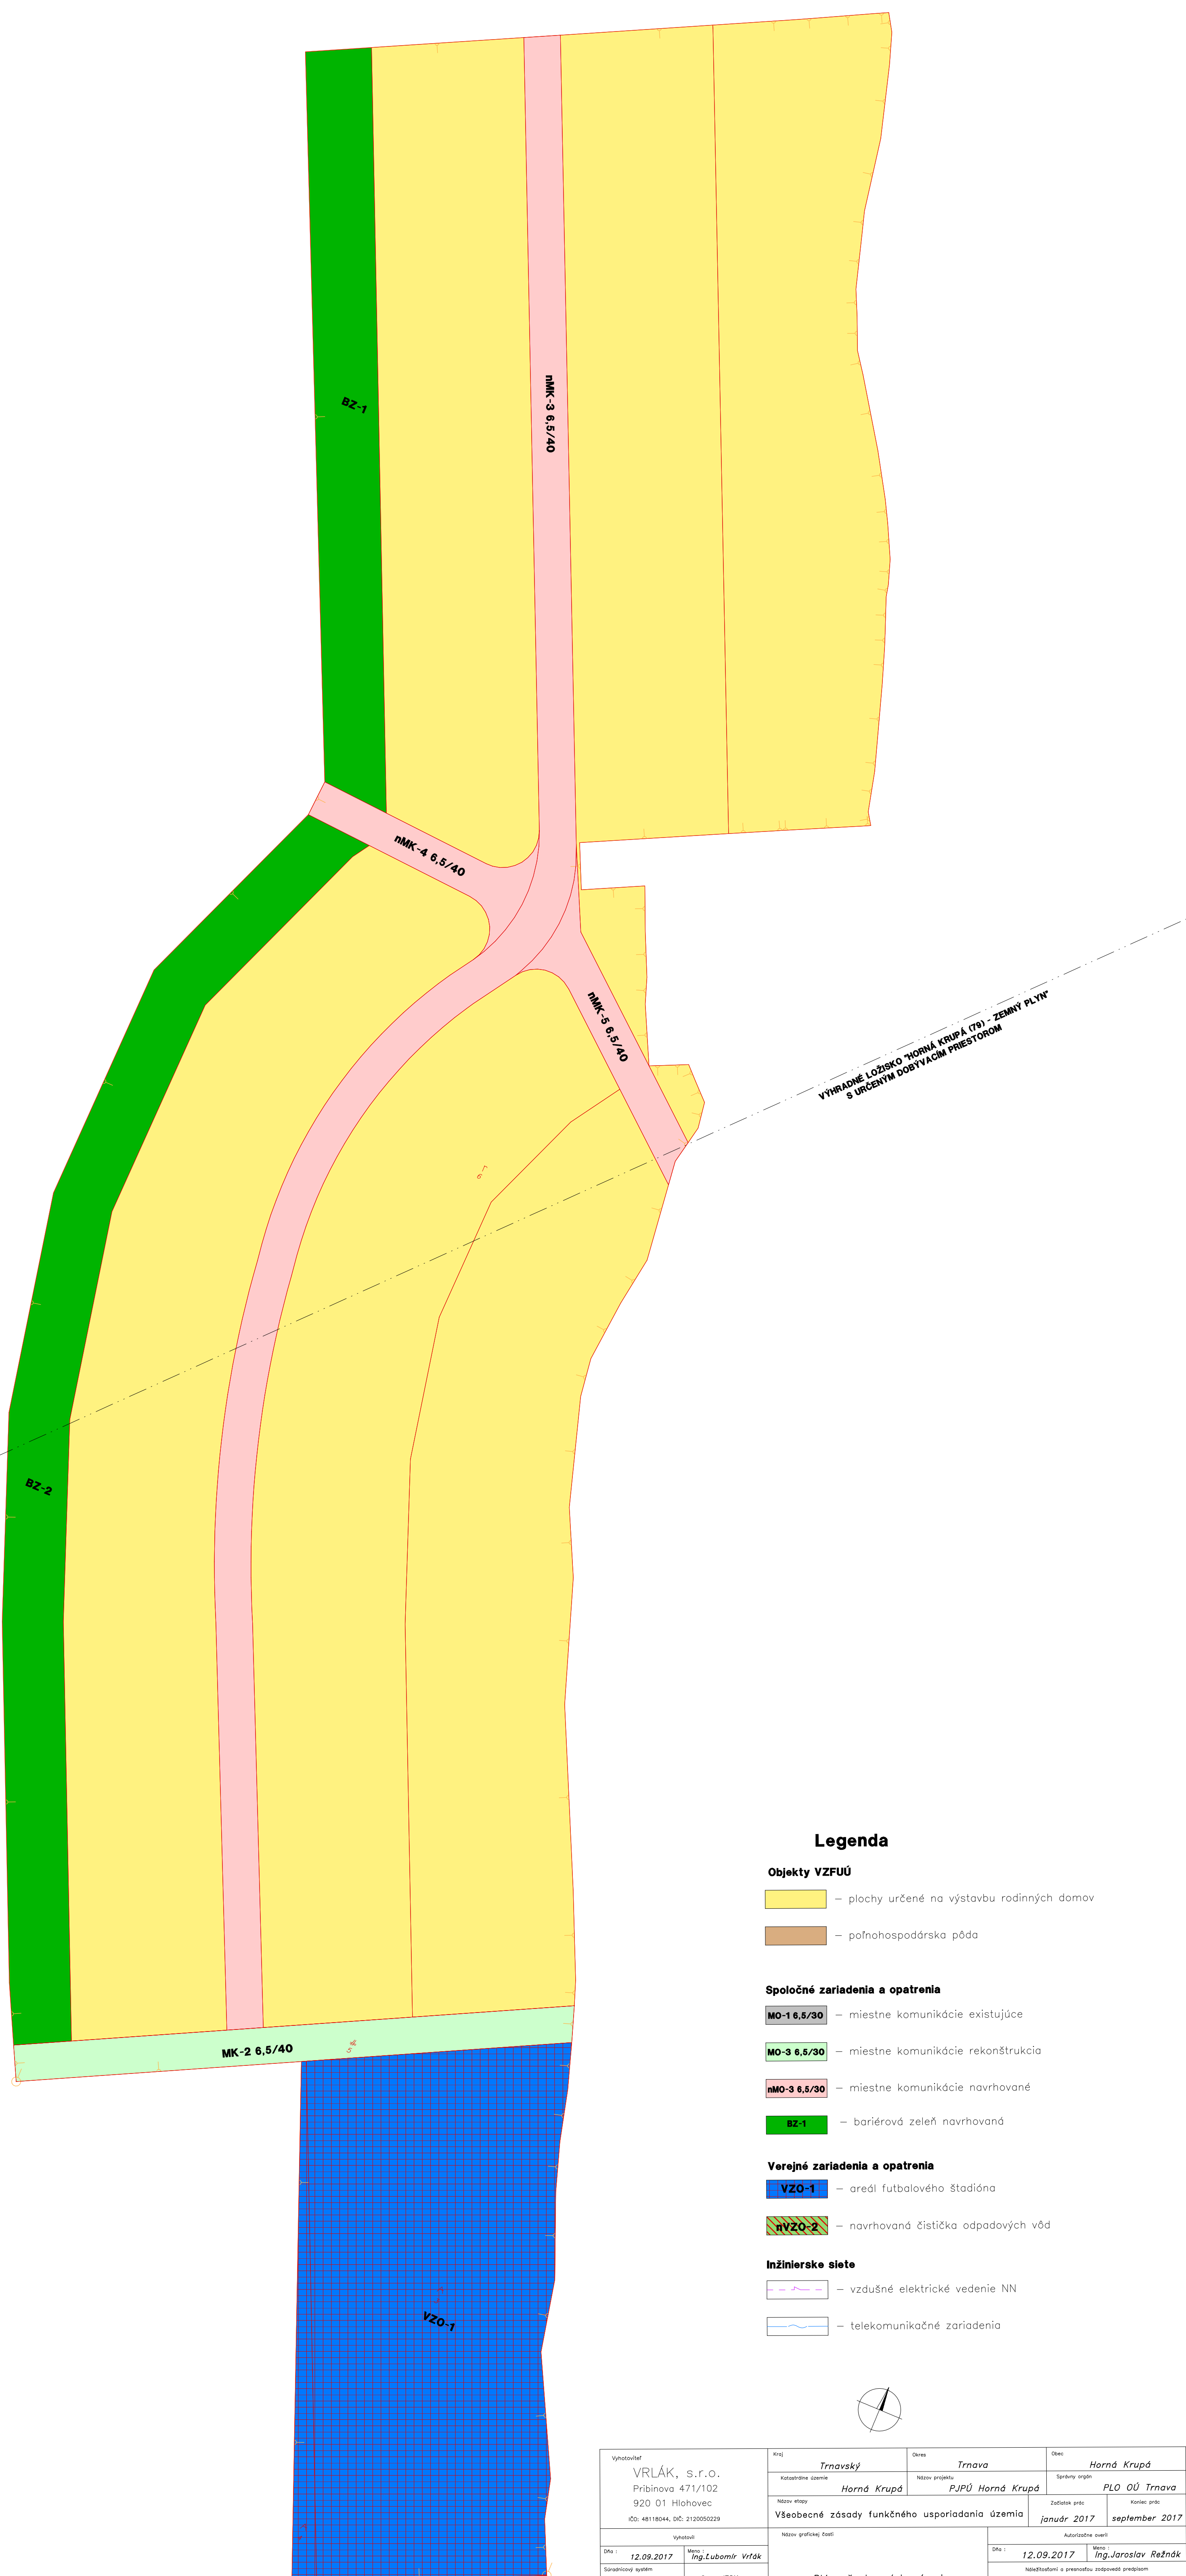 BZ-1
nMK-3 6,5/40
nMK-4 6,5/40
nMK-5 6,5/40
VÝHRADNÉ LOŽISKO "HORNÁ KRUPÁ (79) - ZEMNÝ PLYN"
S URČENÝM DOBÝVACÍM PRIESTOROM
BZ-2
MK-2 6,5/40
VZO-1
Legenda
Objekty VZFUÚ
– plochy určené na výstavbu rodinných domov
– poľnohospodárska pôda
Spoločné zariadenia a opatrenia
MO-1 6,5/30 – miestne komunikácie existujúce
MO-3 6,5/30 – miestne komunikácie rekonštrukcia
nMO-3 6,5/30 – miestne komunikácie navrhované
BZ-1 – bariérová zeleň navrhovaná
Verejné zariadenia a opatrenia
VZO-1 – areál futbalového štadióna
nVZO-2 – navrhovaná čistička odpadových vôd
Inžinierske siete
– vzdušné elektrické vedenie NN
– telekomunikačné zariadenia
Vyhotoviteľ
VRLÁK, s.r.o.
Pribinova 471/102
920 01 Hlohovec
IČO: 48118044, DIČ: 2120050229
Kraj
Trnavský
Okres
Trnava
Obec
Horná Krupá
Katastrálne územie
Horná Krupá
Názov projektu
PJPÚ Horná Krupá
Správny orgán
PLO OÚ Trnava
Názov etapy
Všeobecné zásady funkčného usporiadania územia
Začiatok prác
január 2017
Koniec prác
september 2017
Vyhotovil
Dňa :
12.09.2017
Meno :
Ing.Ľubomír Vrlák
Súradnicový systém
Názov grafickej časti
Autorizačne overil
Dňa :
12.09.2017
Meno :
Ing.Jaroslav Režnák
Náležitosťami a presnosťou zodpovedá predpisom